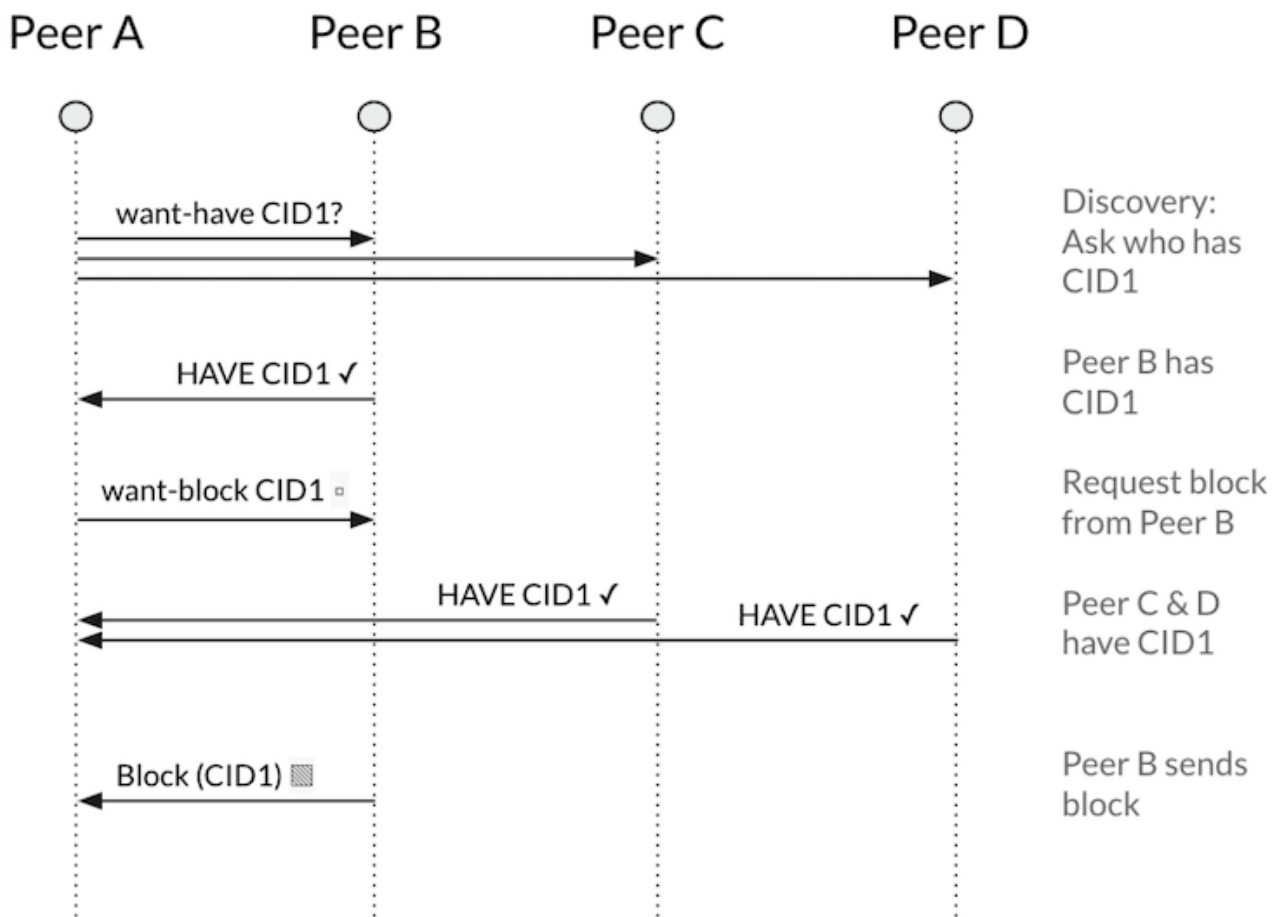 Peer A Peer B Peer C Peer D
want-have CID1?
Discovery:
Ask who has
CID1
HAVE CID1 ✓
Peer B has
CID1
want-block CID1
Request block
from Peer B
HAVE CID1 ✓
HAVE CID1 ✓
Peer C & D
have CID1
Block (CID1)
Peer B sends
block